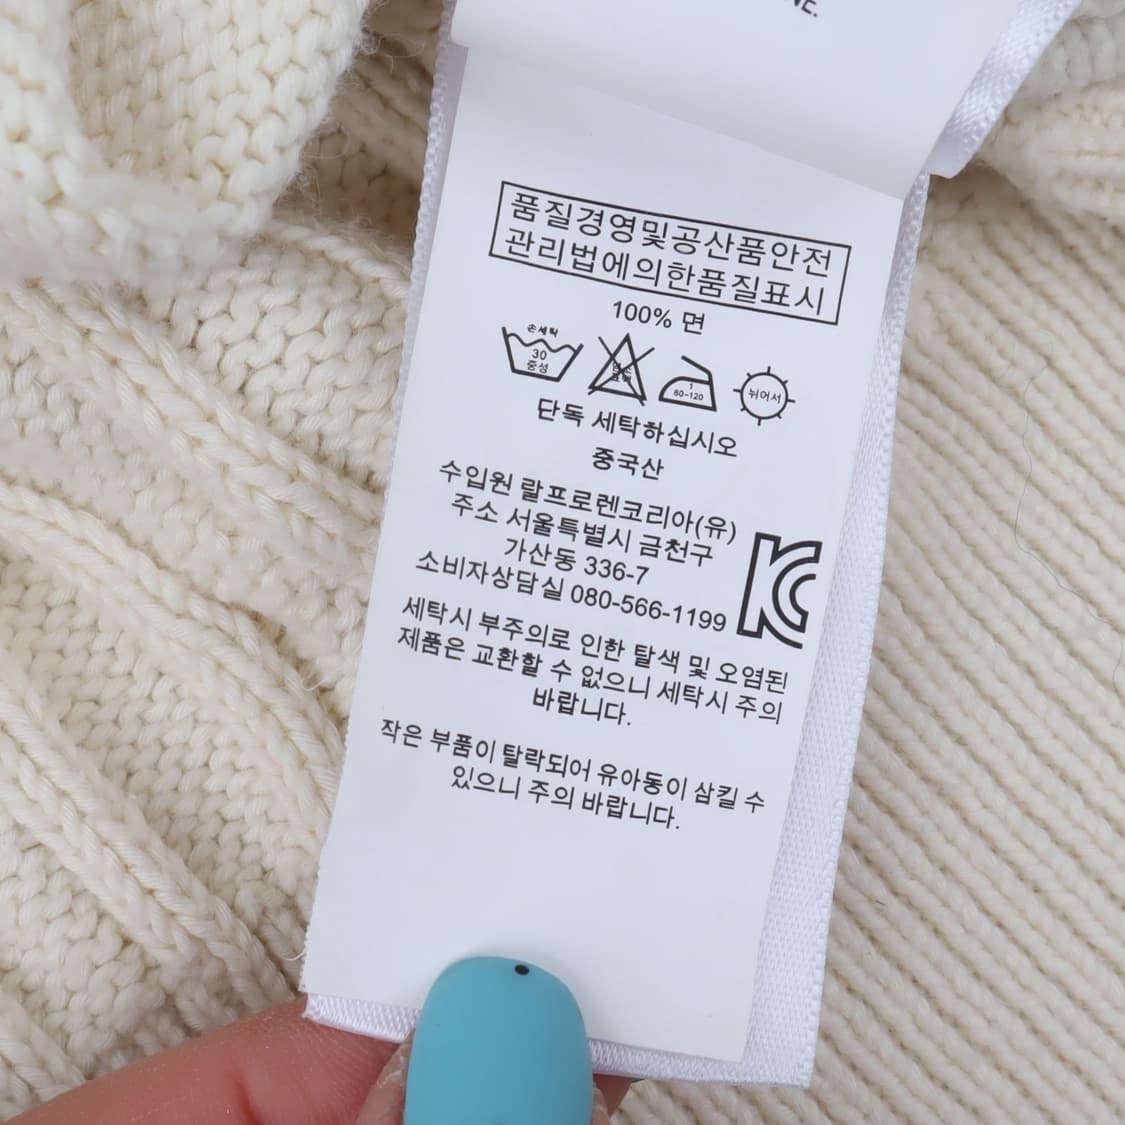 NE.
품질경영및공산품안전
관리법에의한품질표시
100% 면
손세탁
30
중성
1
60-120
뉘어서
단독 세탁하십시오
중국산
수입원 랄프로렌코리아(유)
주소 서울특별시 금천구
가산동 336-7
소비자상담실 080-566-1199
세탁시 부주의로 인한 탈색 및 오염된
제품은 교환할 수 없으니 세탁시 주의
바랍니다.
작은 부품이 탈락되어 유아동이 삼킬 수
있으니 주의 바랍니다.